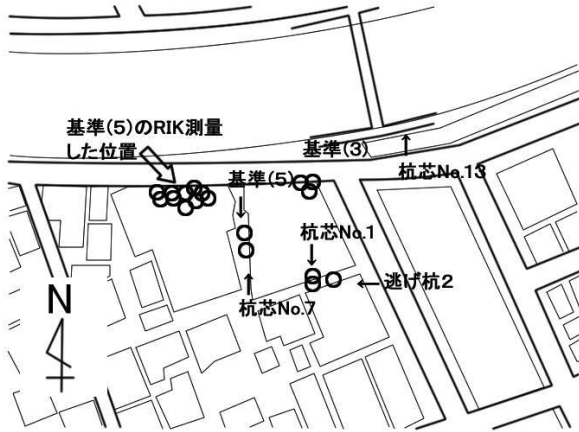 基準(5)のRIK測量
した位置
基準(3)
基準(5)
杭芯No.13
杭芯No.1
逃げ杭2
杭芯No.7
N